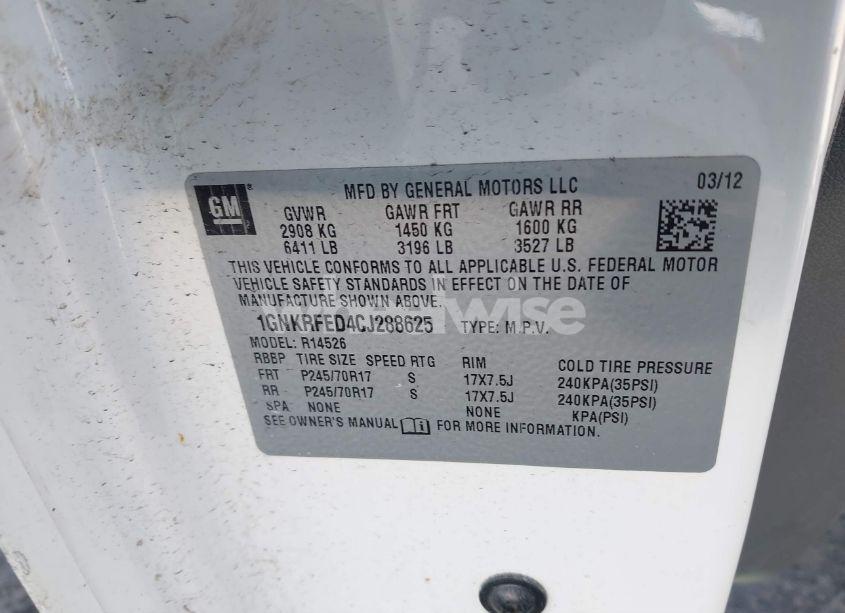 GM
MFD BY GENERAL MOTORS LLC 03/12
GVWR GAWR FRT GAWR RR
2908 KG 1450 KG 1600 KG
6411 LB 3196 LB 3527 LB
THIS VEHICLE CONFORMS TO ALL APPLICABLE U.S. FEDERAL MOTOR
VEHICLE SAFETY STANDARDS IN EFFECT ON THE DATE OF
MANUFACTURE SHOWN ABOVE.
1GNKRFED4CJ288625 TYPE: M.P.V.
MODEL: R14526
RBBP TIRE SIZE SPEED RTG RIM COLD TIRE PRESSURE
FRT P245/70R17 S 17X7.5J 240KPA(35PSI)
RR P245/70R17 S 17X7.5J 240KPA(35PSI)
SPA NONE NONE KPA(PSI)
SEE OWNER'S MANUAL FOR MORE INFORMATION.